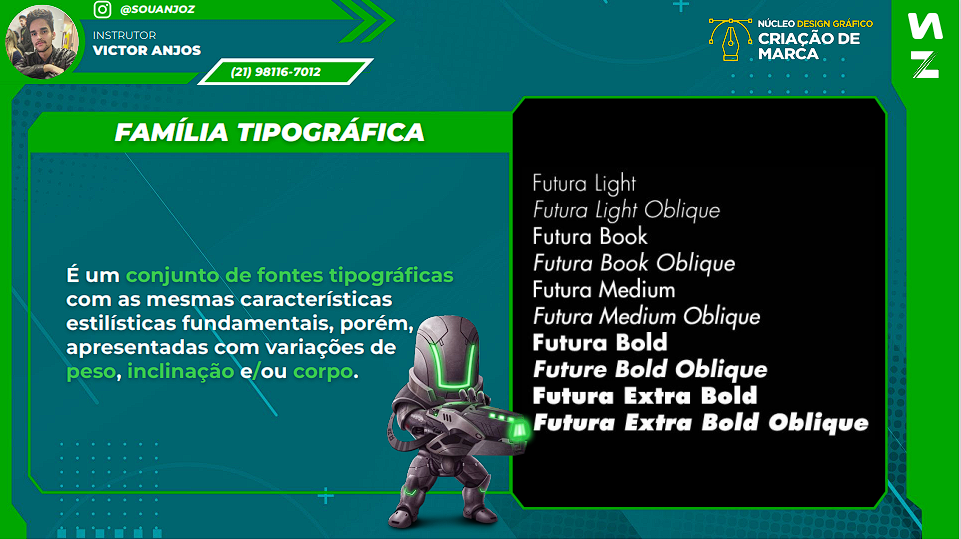 @SOUANJOZ
INSTRUTOR
VICTOR ANJOS
(21) 98116-7012
NÚCLEO DESIGN GRÁFICO
CRIAÇÃO DE
MARCA
FAMÍLIA TIPOGRÁFICA
É um conjunto de fontes tipográficas
com as mesmas características
estilísticas fundamentais, porém,
apresentadas com variações de
peso, inclinação e/ou corpo.
Futura Light
Futura Light Oblique
Futura Book
Futura Book Oblique
Futura Medium
Futura Medium Oblique
Futura Bold
Future Bold Oblique
Futura Extra Bold
Futura Extra Bold Oblique